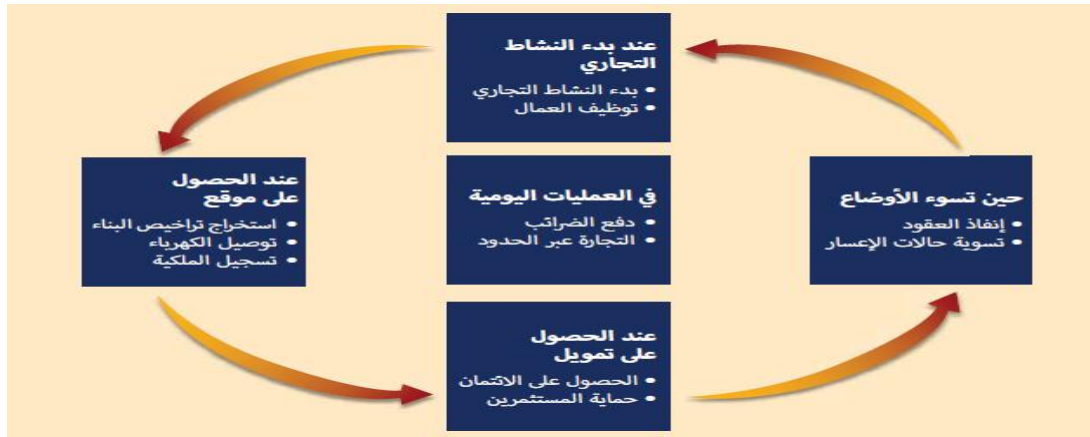 عند بدء النشاط
التجاري
• بدء النشاط التجاري
• توظيف العمال
حين تسوء الأوضاع
• إنفاذ العقود
• تسوية حالات الإعسار
في العمليات اليومية
• دفع الضرائب
• التجارة عبر الحدود
عند الحصول
على موقع
• استخراج تراخيص البناء
• توصيل الكهرباء
• تسجيل الملكية
عند الحصول
على تمويل
• الحصول على الائتمان
• حماية المستثمرين